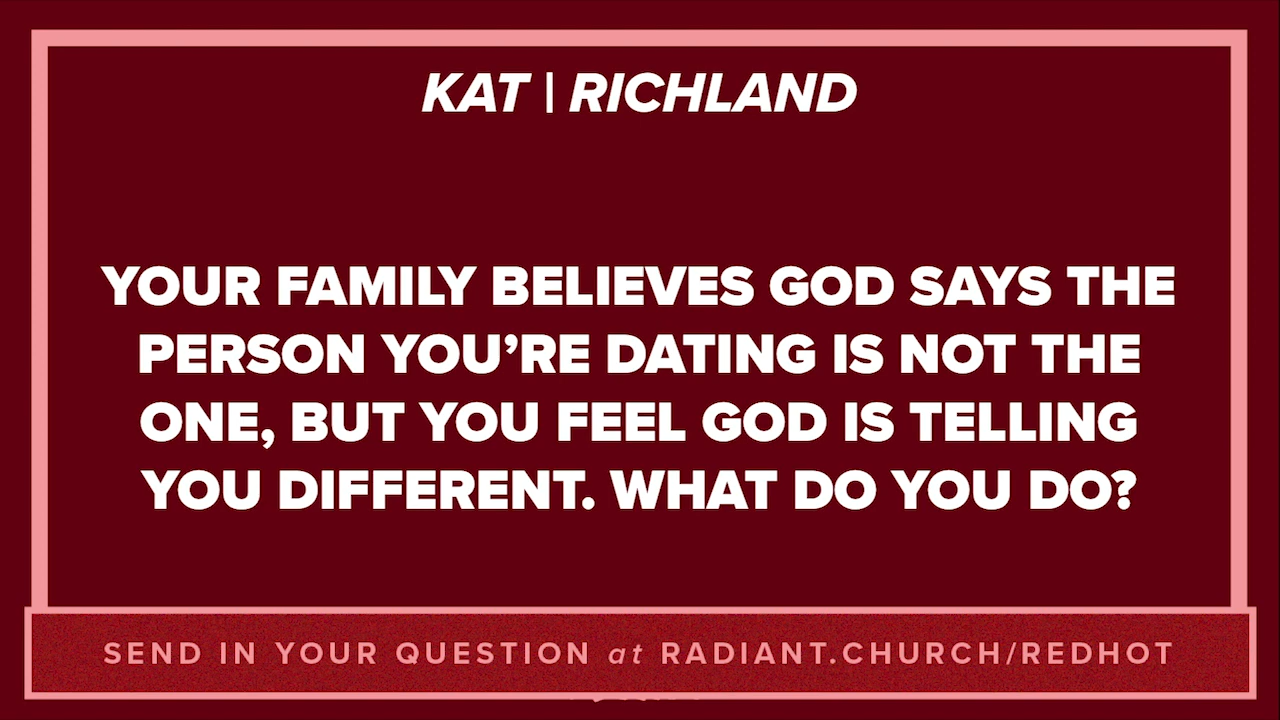 KAT | RICHLAND
YOUR FAMILY BELIEVES GOD SAYS THE
PERSON YOU’RE DATING IS NOT THE
ONE, BUT YOU FEEL GOD IS TELLING
YOU DIFFERENT. WHAT DO YOU DO?
SEND IN YOUR QUESTION at RADIANT.CHURCH/REDHOT